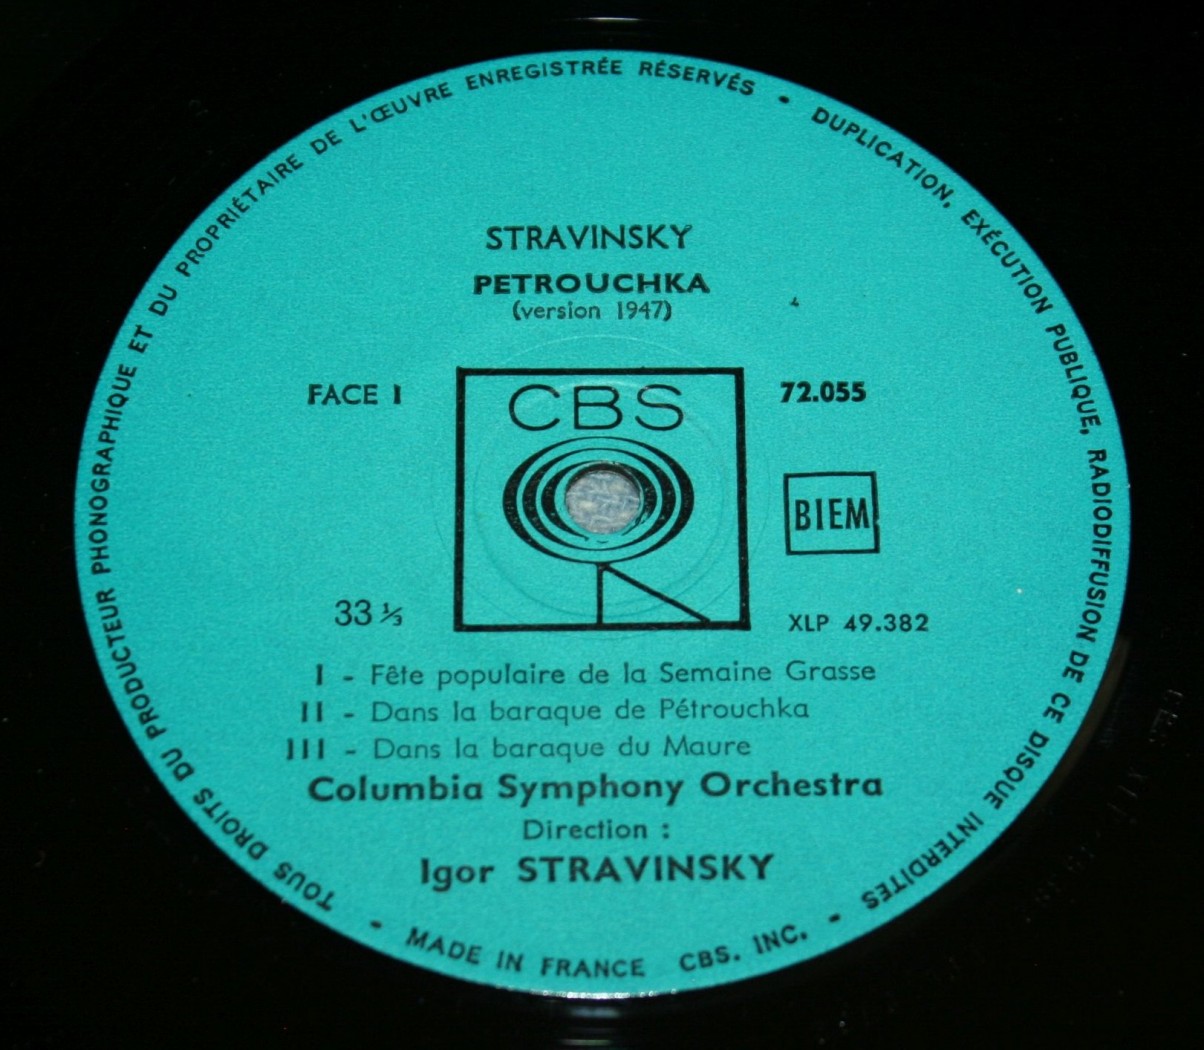 TOUS DROITS DU PRODUCTEUR PHONOGRAPHIQUE ET DU PROPRIÉTAIRE DE L'ŒUVRE ENREGISTRÉE RÉSERVÉS • DUPLICATION, EXÉCUTION PUBLIQUE, RADIODIFFUSION DE CE DISQUE INTERDITES •
STRAVINSKY
PETROUCHKA
(version 1947)
FACE I
CBS
72.055
BIEM
33 ⅓
XLP 49.382
I - Fête populaire de la Semaine Grasse
II - Dans la baraque de Pétrouchka
III - Dans la baraque du Maure
Columbia Symphony Orchestra
Direction :
Igor STRAVINSKY
• MADE IN FRANCE CBS. INC.